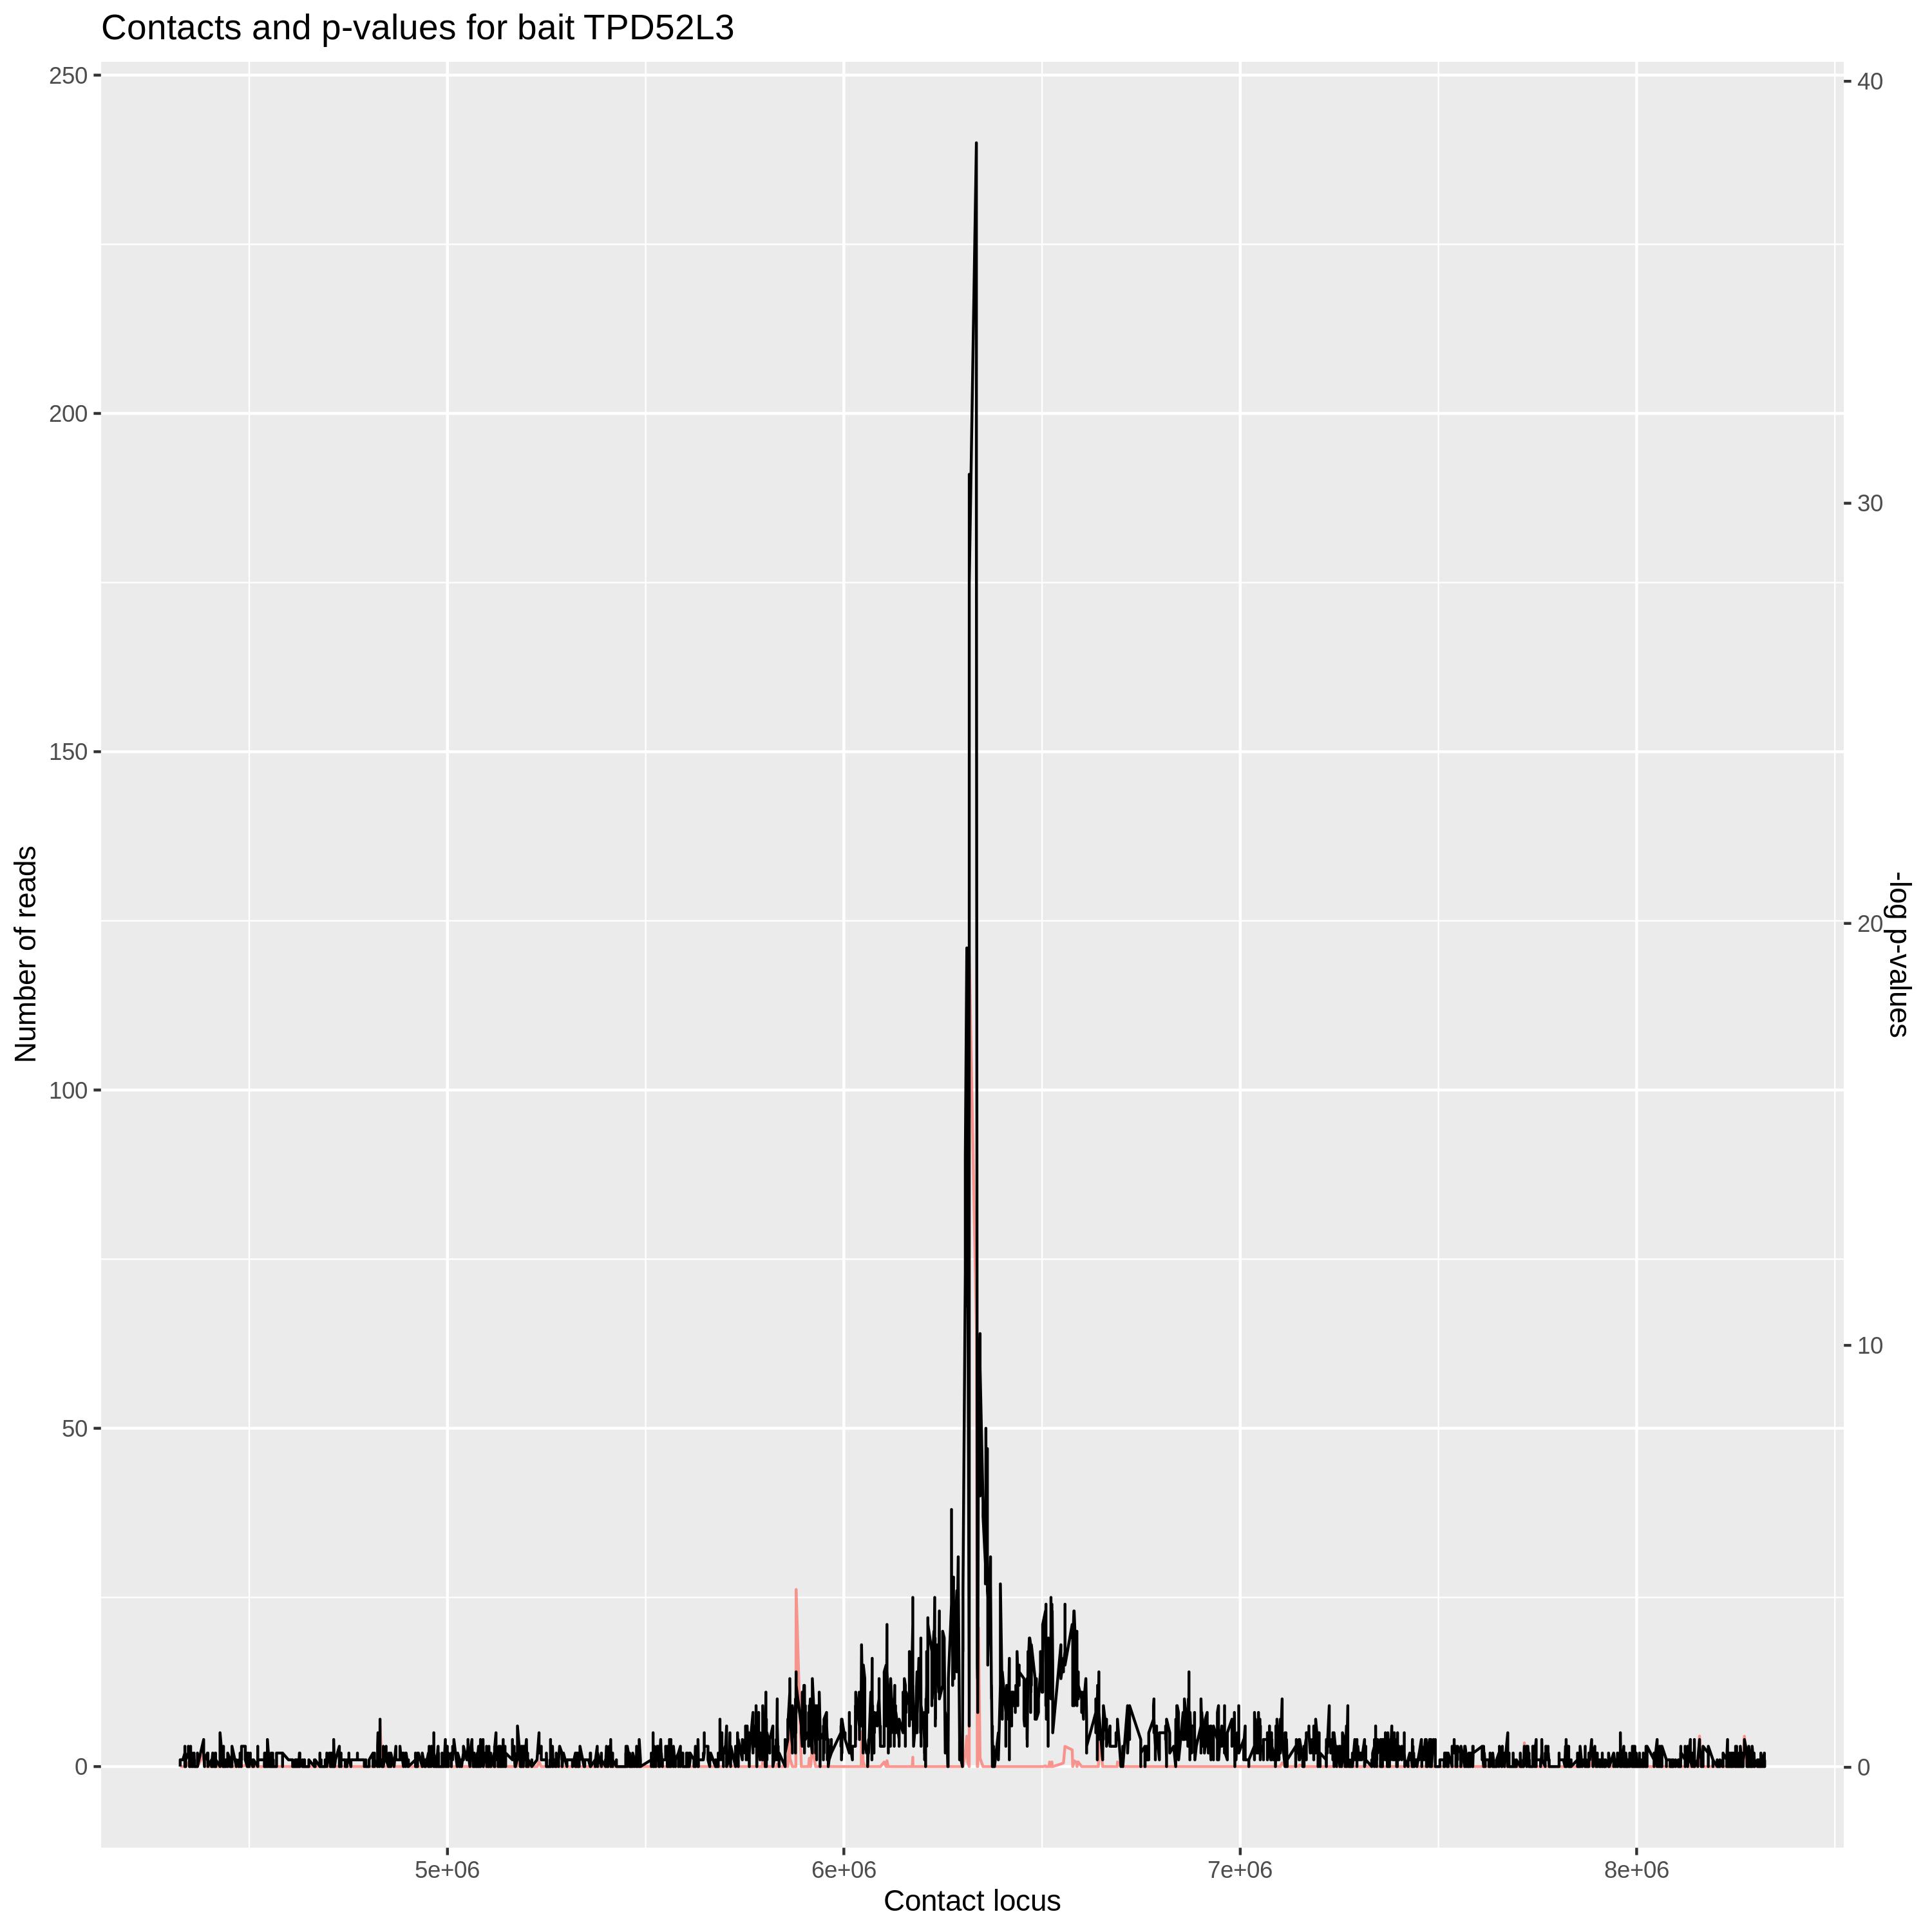 Contacts and p-values for bait TPD52L3
250
200
150
100
50
0
Number of reads
40
30
20
10
0
-log p-values
5e+06 6e+06 7e+06 8e+06
Contact locus